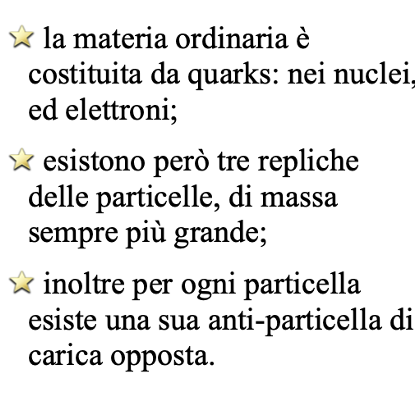 la materia ordinaria è
costituita da quarks: nei nuclei,
ed elettroni;
esistono però tre repliche
delle particelle, di massa
sempre più grande;
inoltre per ogni particella
esiste una sua anti-particella di
carica opposta.